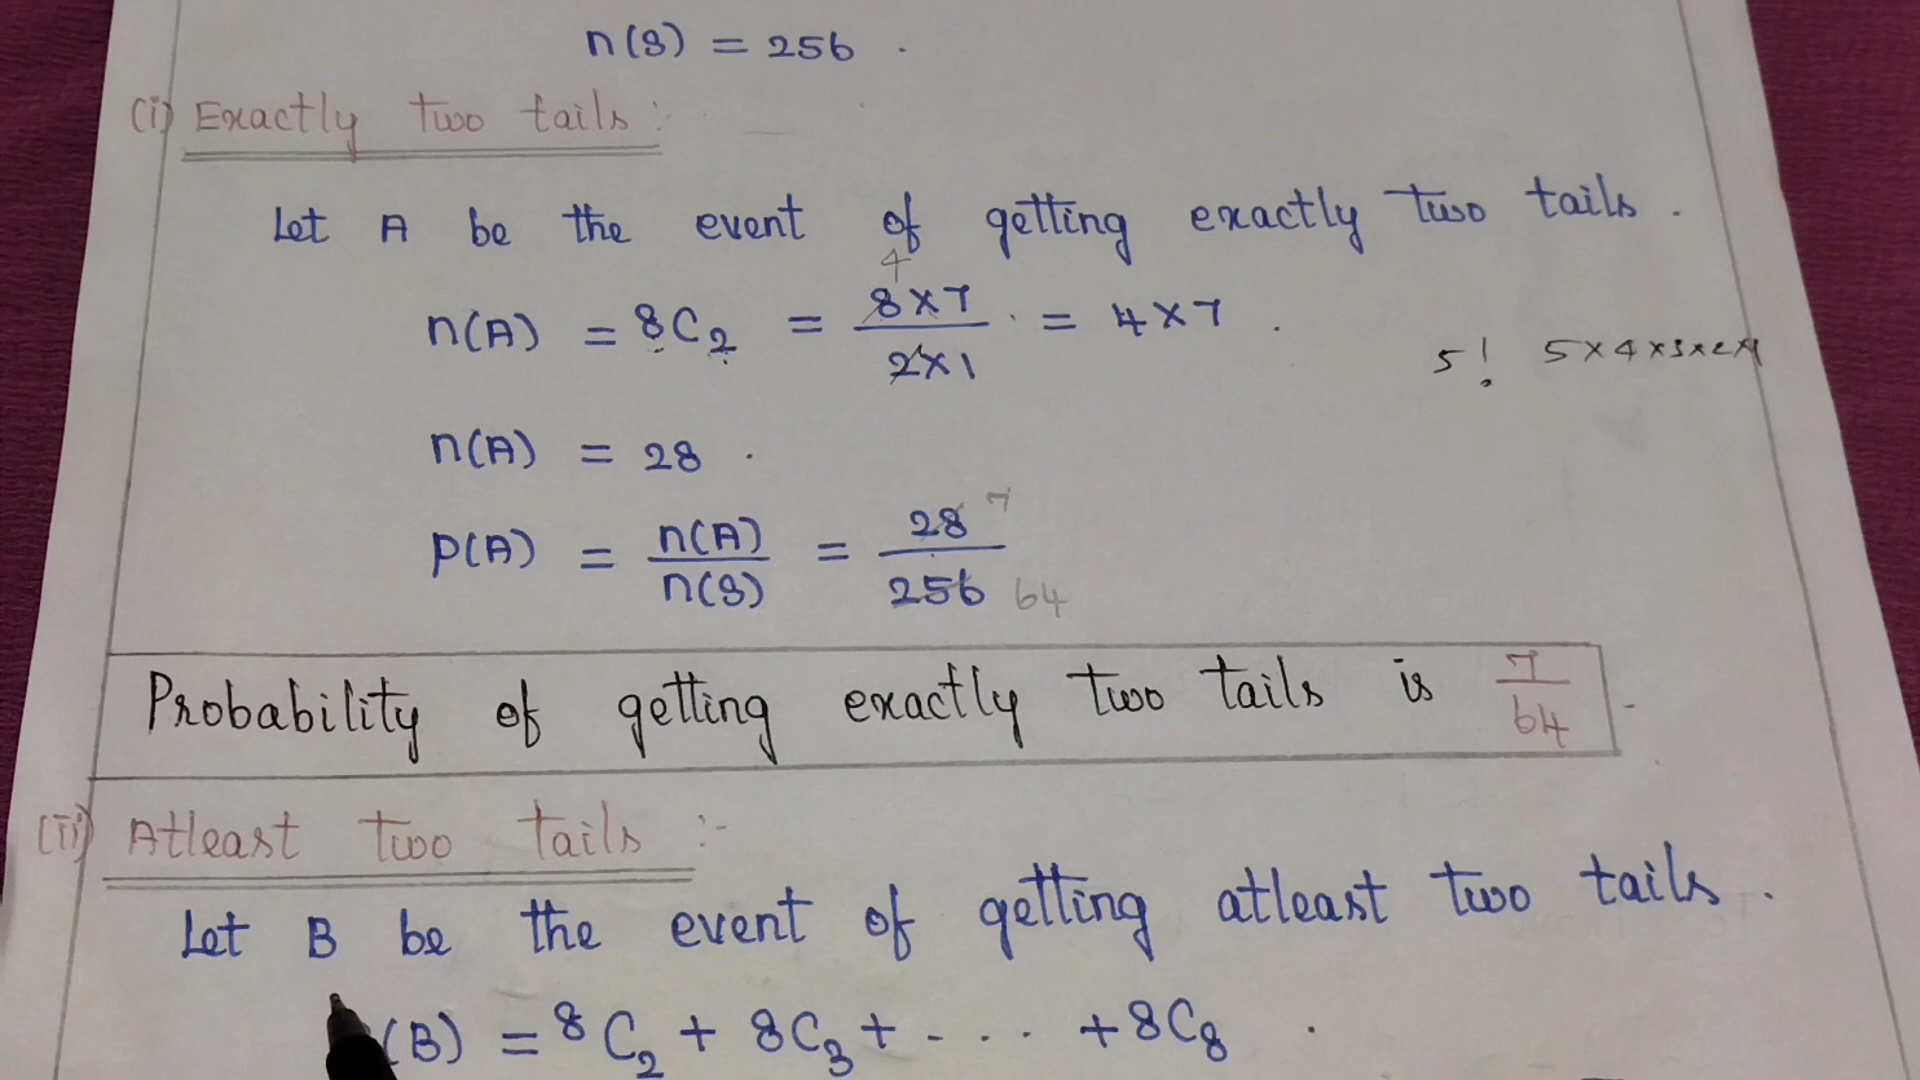 n(S) = 256 .
(i) Exactly two tails :
Let A be the event of getting exactly two tails .
n(A) = 8C2 = 8×7 4 / 2×1 = 4×7 .
5! 5×4×3×2×1
n(A) = 28 .
P(A) = n(A) / n(S) = 28 7 / 256 64
Probability of getting exactly two tails is 7/64
(ii) Atleast two tails :-
Let B be the event of getting atleast two tails .
(B) = 8C2 + 8C3 + - . . . + 8C8 .